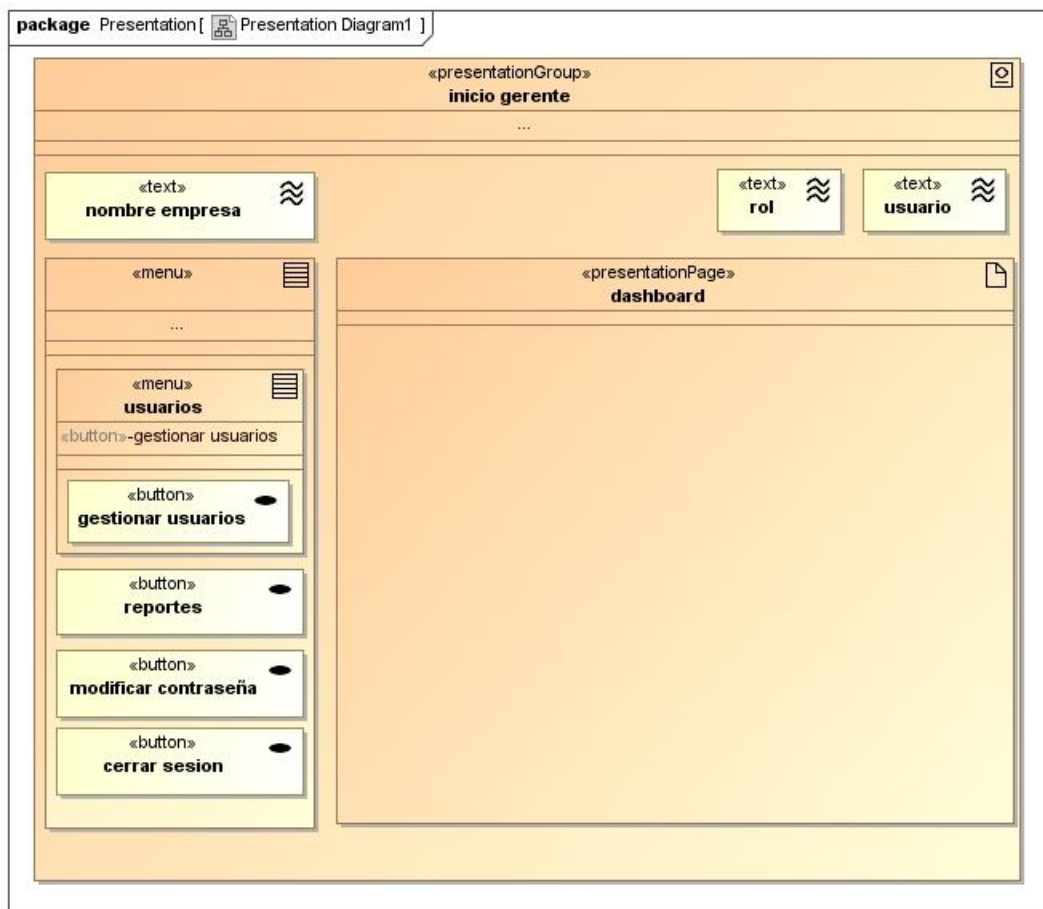 package Presentation [ Presentation Diagram1 ]
«presentationGroup»
inicio gerente
...
«text»
nombre empresa
«text»
rol
«text»
usuario
«menu»
...
«menu»
usuarios
«button»-gestionar usuarios
«button»
gestionar usuarios
«button»
reportes
«button»
modificar contraseña
«button»
cerrar sesion
«presentationPage»
dashboard